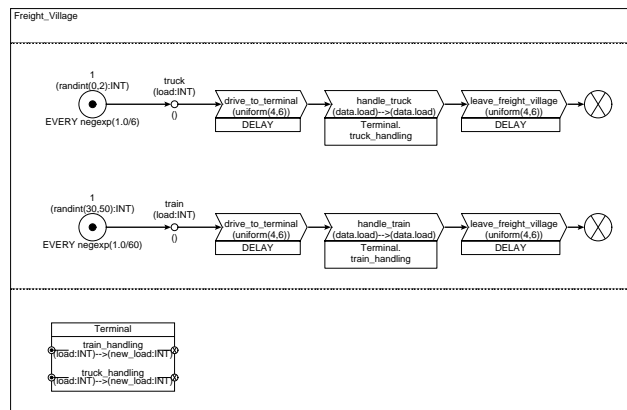 Freight_Village
1
(randint(0,2):INT)
EVERY negexp(1.0/6)
truck
(load:INT)
()
drive_to_terminal
(uniform(4,6))
DELAY
handle_truck
(data.load)-->(data.load)
Terminal.
truck_handling
leave_freight_village
(uniform(4,6))
DELAY
1
(randint(30,50):INT)
EVERY negexp(1.0/60)
train
(load:INT)
()
drive_to_terminal
(uniform(4,6))
DELAY
handle_train
(data.load)-->(data.load)
Terminal.
train_handling
leave_freight_village
(uniform(4,6))
DELAY
Terminal
train_handling
(load:INT)-->(new_load:INT)
truck_handling
(load:INT)-->(new_load:INT)